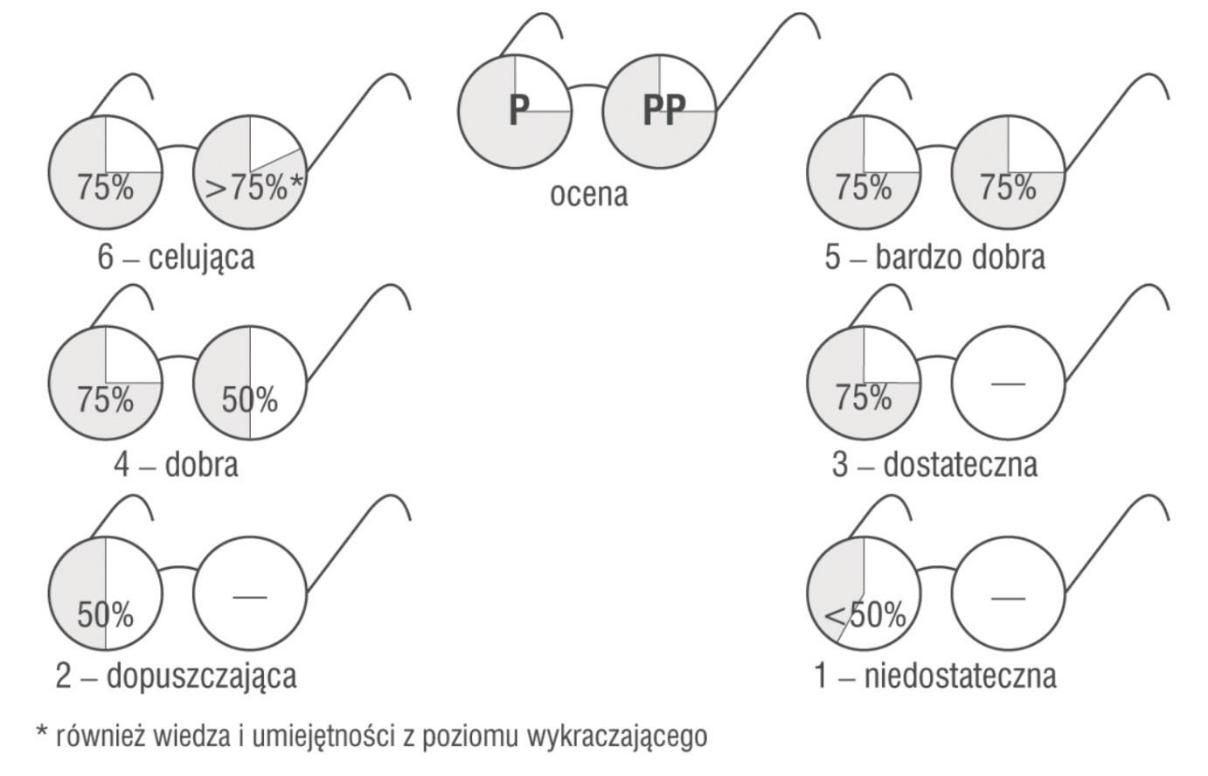 P PP
ocena
75% >75%*
6 – celująca
75% 75%
5 – bardzo dobra
75% 50%
4 – dobra
75% —
3 – dostateczna
50% —
2 – dopuszczająca
<50% —
1 – niedostateczna
* również wiedza i umiejętności z poziomu wykraczającego